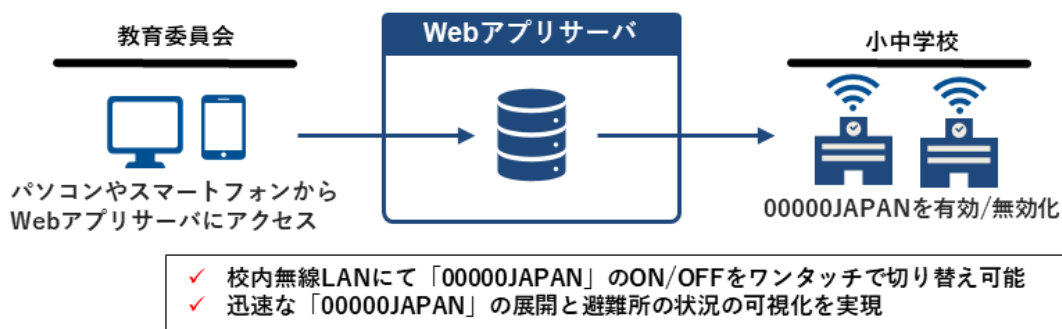 教育委員会
パソコンやスマートフォンから
Webアプリサーバにアクセス
Webアプリサーバ
小中学校
00000JAPANを有効/無効化
✓ 校内無線LANにて「00000JAPAN」のON/OFFをワンタッチで切り替え可能
✓ 迅速な「00000JAPAN」の展開と避難所の状況の可視化を実現